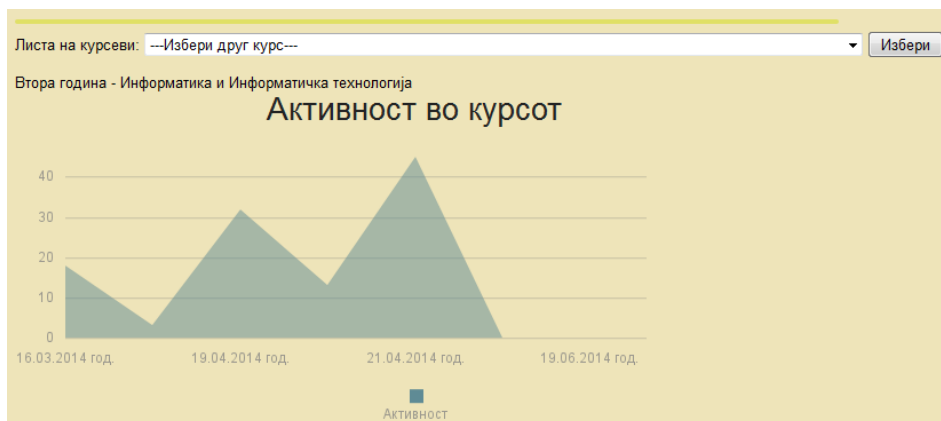 Листа на курсеви: ---Избери друг курс--- Избери
Втора година - Информатика и Информатичка технологија
Активност во курсот
40
30
20
10
0
16.03.2014 год. 19.04.2014 год. 21.04.2014 год. 19.06.2014 год.
Активност